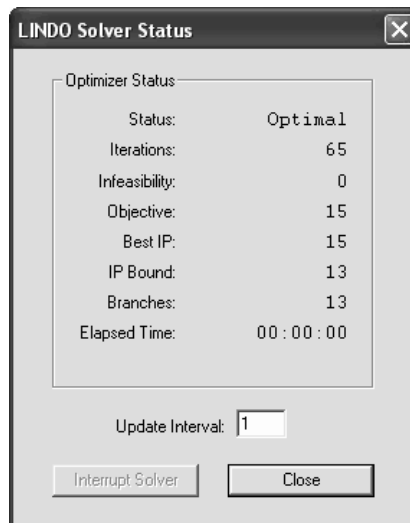 LINDO Solver Status
Optimizer Status
Status: Optimal
Iterations: 65
Infeasibility: 0
Objective: 15
Best IP: 15
IP Bound: 13
Branches: 13
Elapsed Time: 00:00:00
Update Interval: 1
Interrupt Solver Close